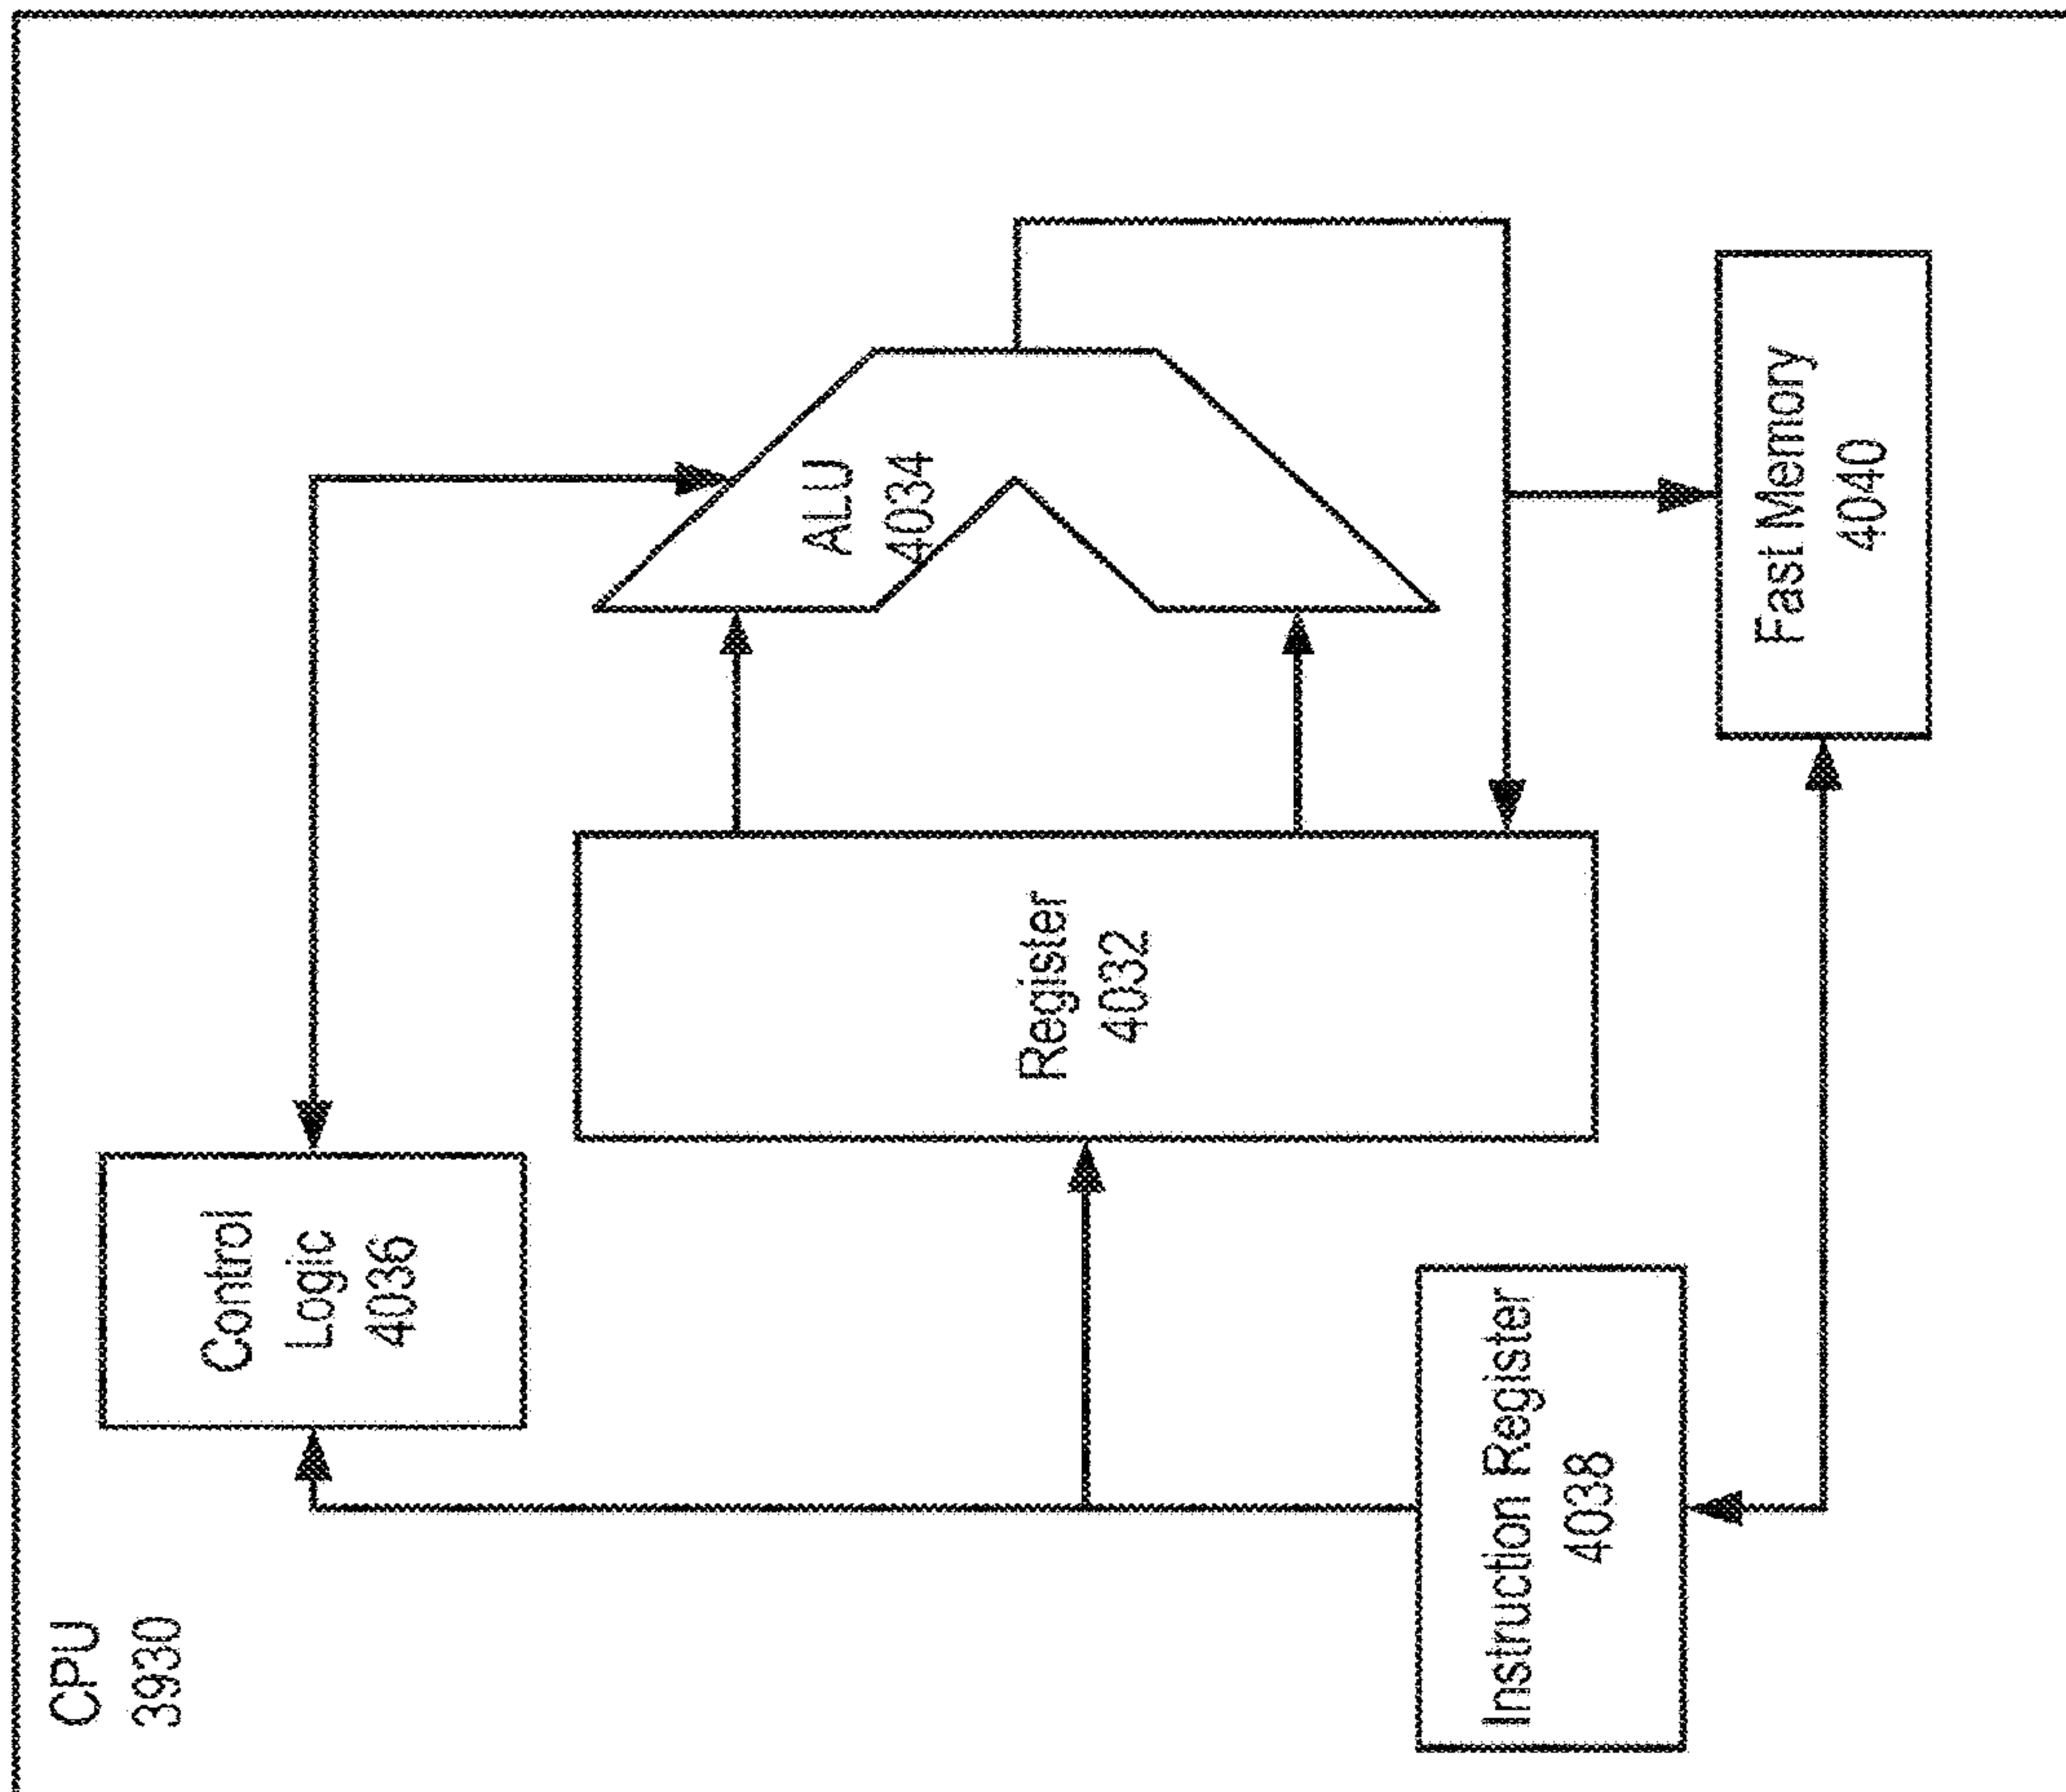 CPU
3930
Control
Logic
4036
Register
4032
ALU
4034
Instruction Register
4038
Fast Memory
4040